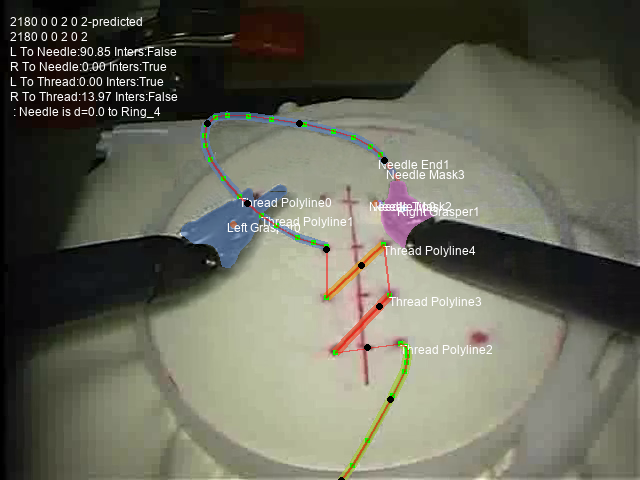 2180 0 0 2 0 2-predicted
2180 0 0 2 0 2
L To Needle:90.85 Inters:False
R To Needle:0.00 Inters:True
L To Thread:0.00 Inters:True
R To Thread:13.97 Inters:False
: Needle is d=0.0 to Ring_4
Needle End1
Needle Mask3
Thread Polyline0
Right Grasper1
Thread Polyline1
Left Grasper0
Thread Polyline4
Thread Polyline3
Thread Polyline2